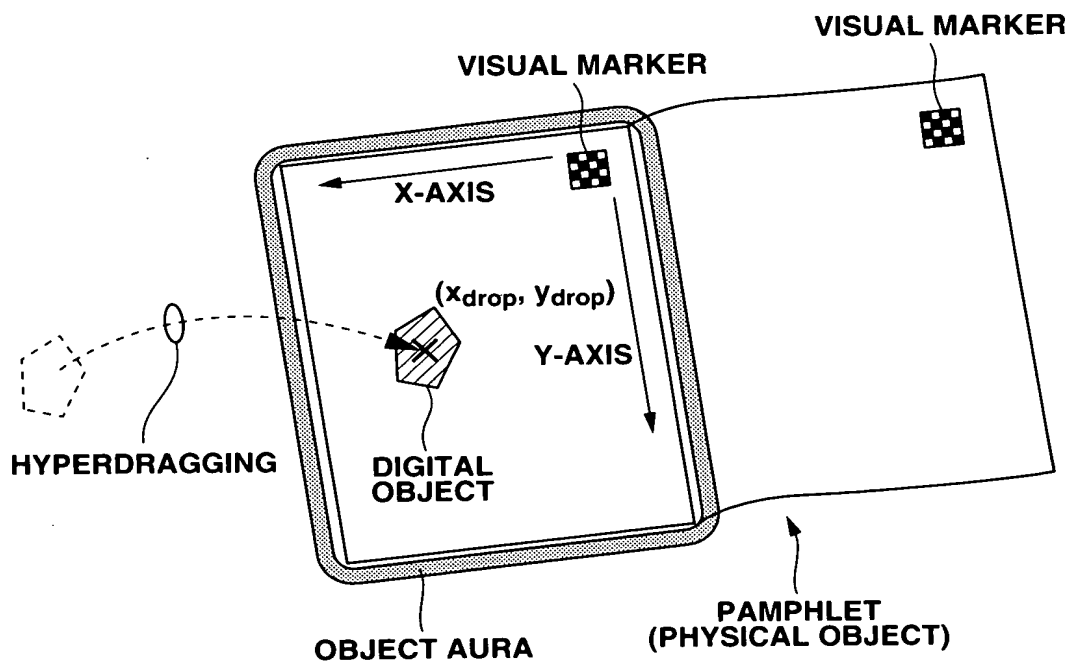 VISUAL MARKER
VISUAL MARKER
X-AXIS
(xdrop, ydrop)
Y-AXIS
HYPERDRAGGING
DIGITAL
OBJECT
PAMPHLET
(PHYSICAL OBJECT)
OBJECT AURA